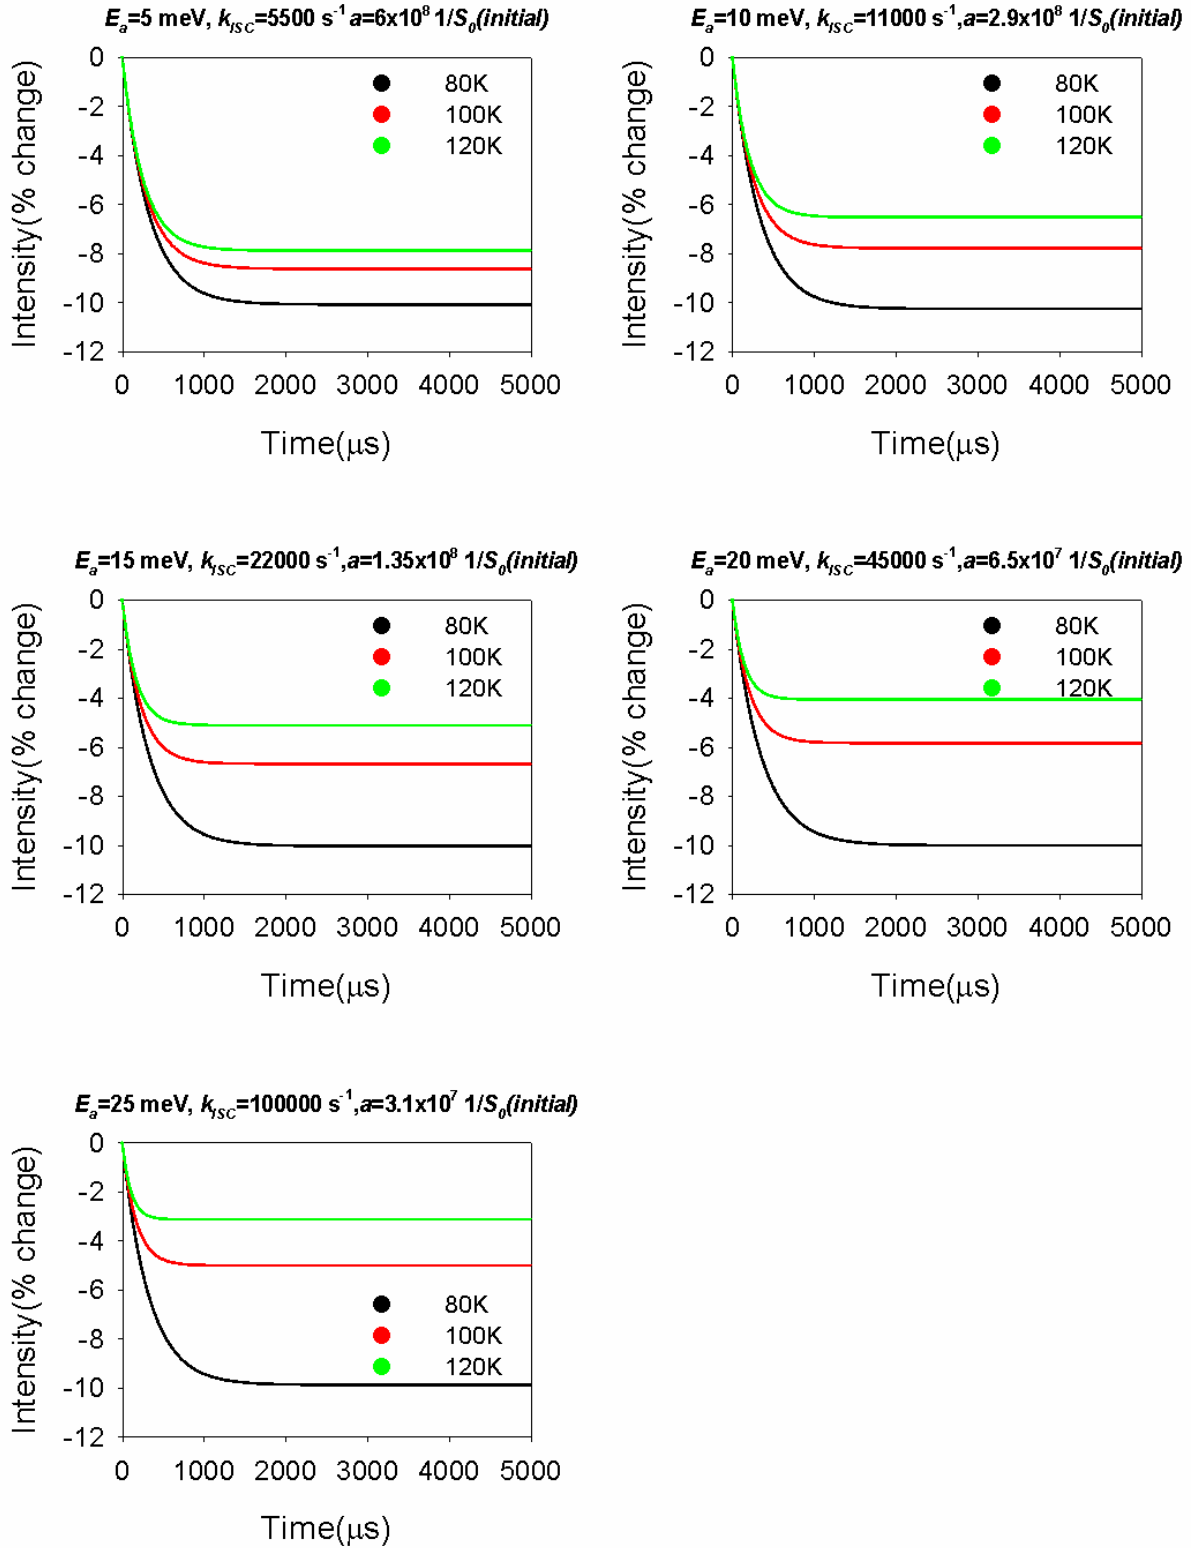 Eₐ=5 meV, k_ISC=5500 s⁻¹ a=6x10⁸ 1/S₀(initial)
0
-2
-4
-6
-8
-10
-12
Intensity(% change)
80K
100K
120K
0 1000 2000 3000 4000 5000
Time(μs)
Eₐ=10 meV, k_ISC=11000 s⁻¹,a=2.9x10⁸ 1/S₀(initial)
0
-2
-4
-6
-8
-10
-12
Intensity(% change)
80K
100K
120K
0 1000 2000 3000 4000 5000
Time(μs)
Eₐ=15 meV, k_ISC=22000 s⁻¹,a=1.35x10⁸ 1/S₀(initial)
0
-2
-4
-6
-8
-10
-12
Intensity(% change)
80K
100K
120K
0 1000 2000 3000 4000 5000
Time(μs)
Eₐ=20 meV, k_ISC=45000 s⁻¹,a=6.5x10⁷ 1/S₀(initial)
0
-2
-4
-6
-8
-10
-12
Intensity(% change)
80K
100K
120K
0 1000 2000 3000 4000 5000
Time(μs)
Eₐ=25 meV, k_ISC=100000 s⁻¹,a=3.1x10⁷ 1/S₀(initial)
0
-2
-4
-6
-8
-10
-12
Intensity(% change)
80K
100K
120K
0 1000 2000 3000 4000 5000
Time(μs)